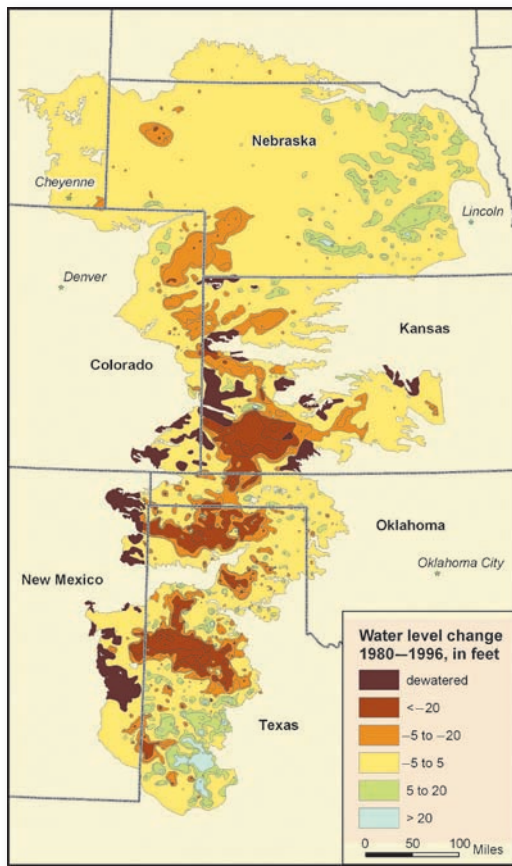 Nebraska
Cheyenne
Lincoln
Denver
Kansas
Colorado
Oklahoma
New Mexico
Oklahoma City
Texas
Water level change
1980—1996, in feet
dewatered
<−20
−5 to −20
−5 to 5
5 to 20
> 20
0 50 100 Miles